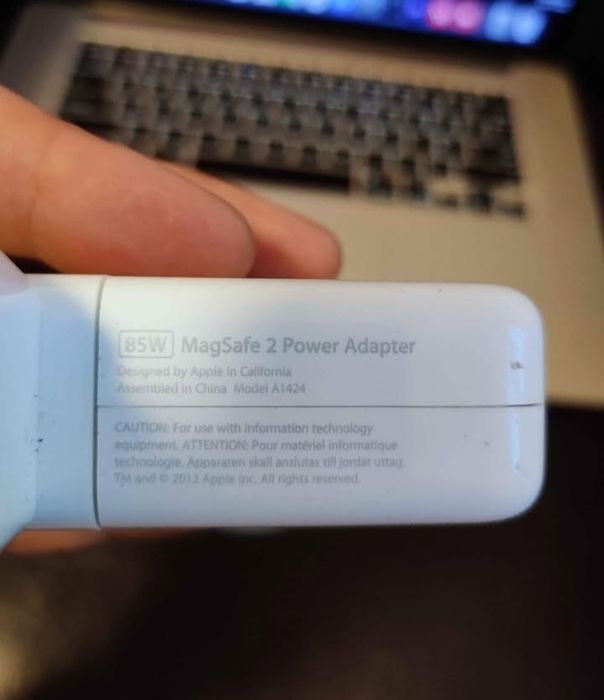 85W MagSafe 2 Power Adapter
Designed by Apple in California
Assembled in China Model A1424
CAUTION: For use with information technology
equipment. ATTENTION: Pour matériel informatique
technologie. Apparaten skall anslutas till jordat uttag.
TM and © 2012 Apple Inc. All rights reserved.